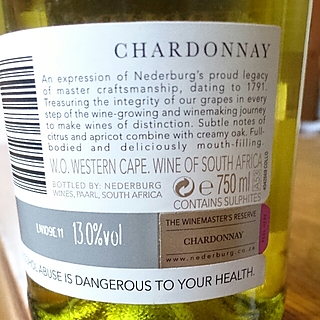 CHARDONNAY
An expression of Nederburg's proud legacy
of master craftsmanship, dating to 1791.
Treasuring the integrity of our grapes in every
step of the wine-growing and winemaking journey
to make wines of distinction. Subtle notes of
citrus and apricot combine with creamy oak. Full-
bodied and deliciously mouth-filling.
W.O. WESTERN CAPE. WINE OF SOUTH AFRICA
BOTTLED BY: NEDERBURG
WINES, PAARL, SOUTH AFRICA
e 750 ml
CONTAINS SULPHITES
13.0%vol
THE WINEMASTER'S RESERVE
CHARDONNAY
www.nederburg.co.za
ABUSE IS DANGEROUS TO YOUR HEALTH.